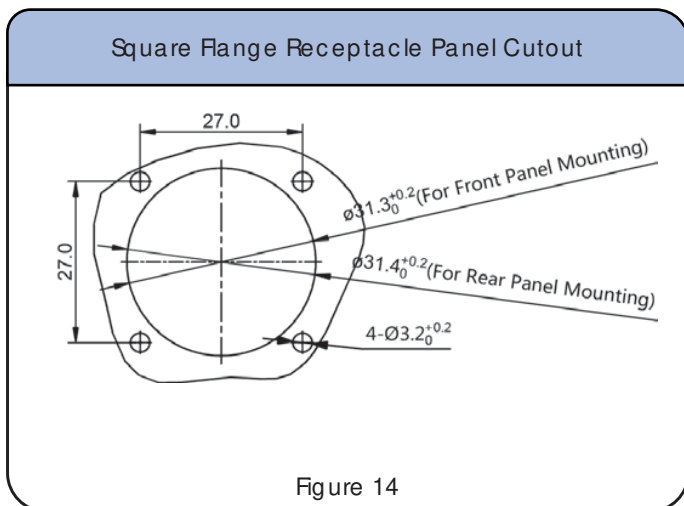 Square Flange Receptacle Panel Cutout
27.0
ø31.3+0.2 0(For Front Panel Mounting)
27.0
ø31.4+0.2 0(For Rear Panel Mounting)
4-Ø3.2+0.2 0
Figure 14